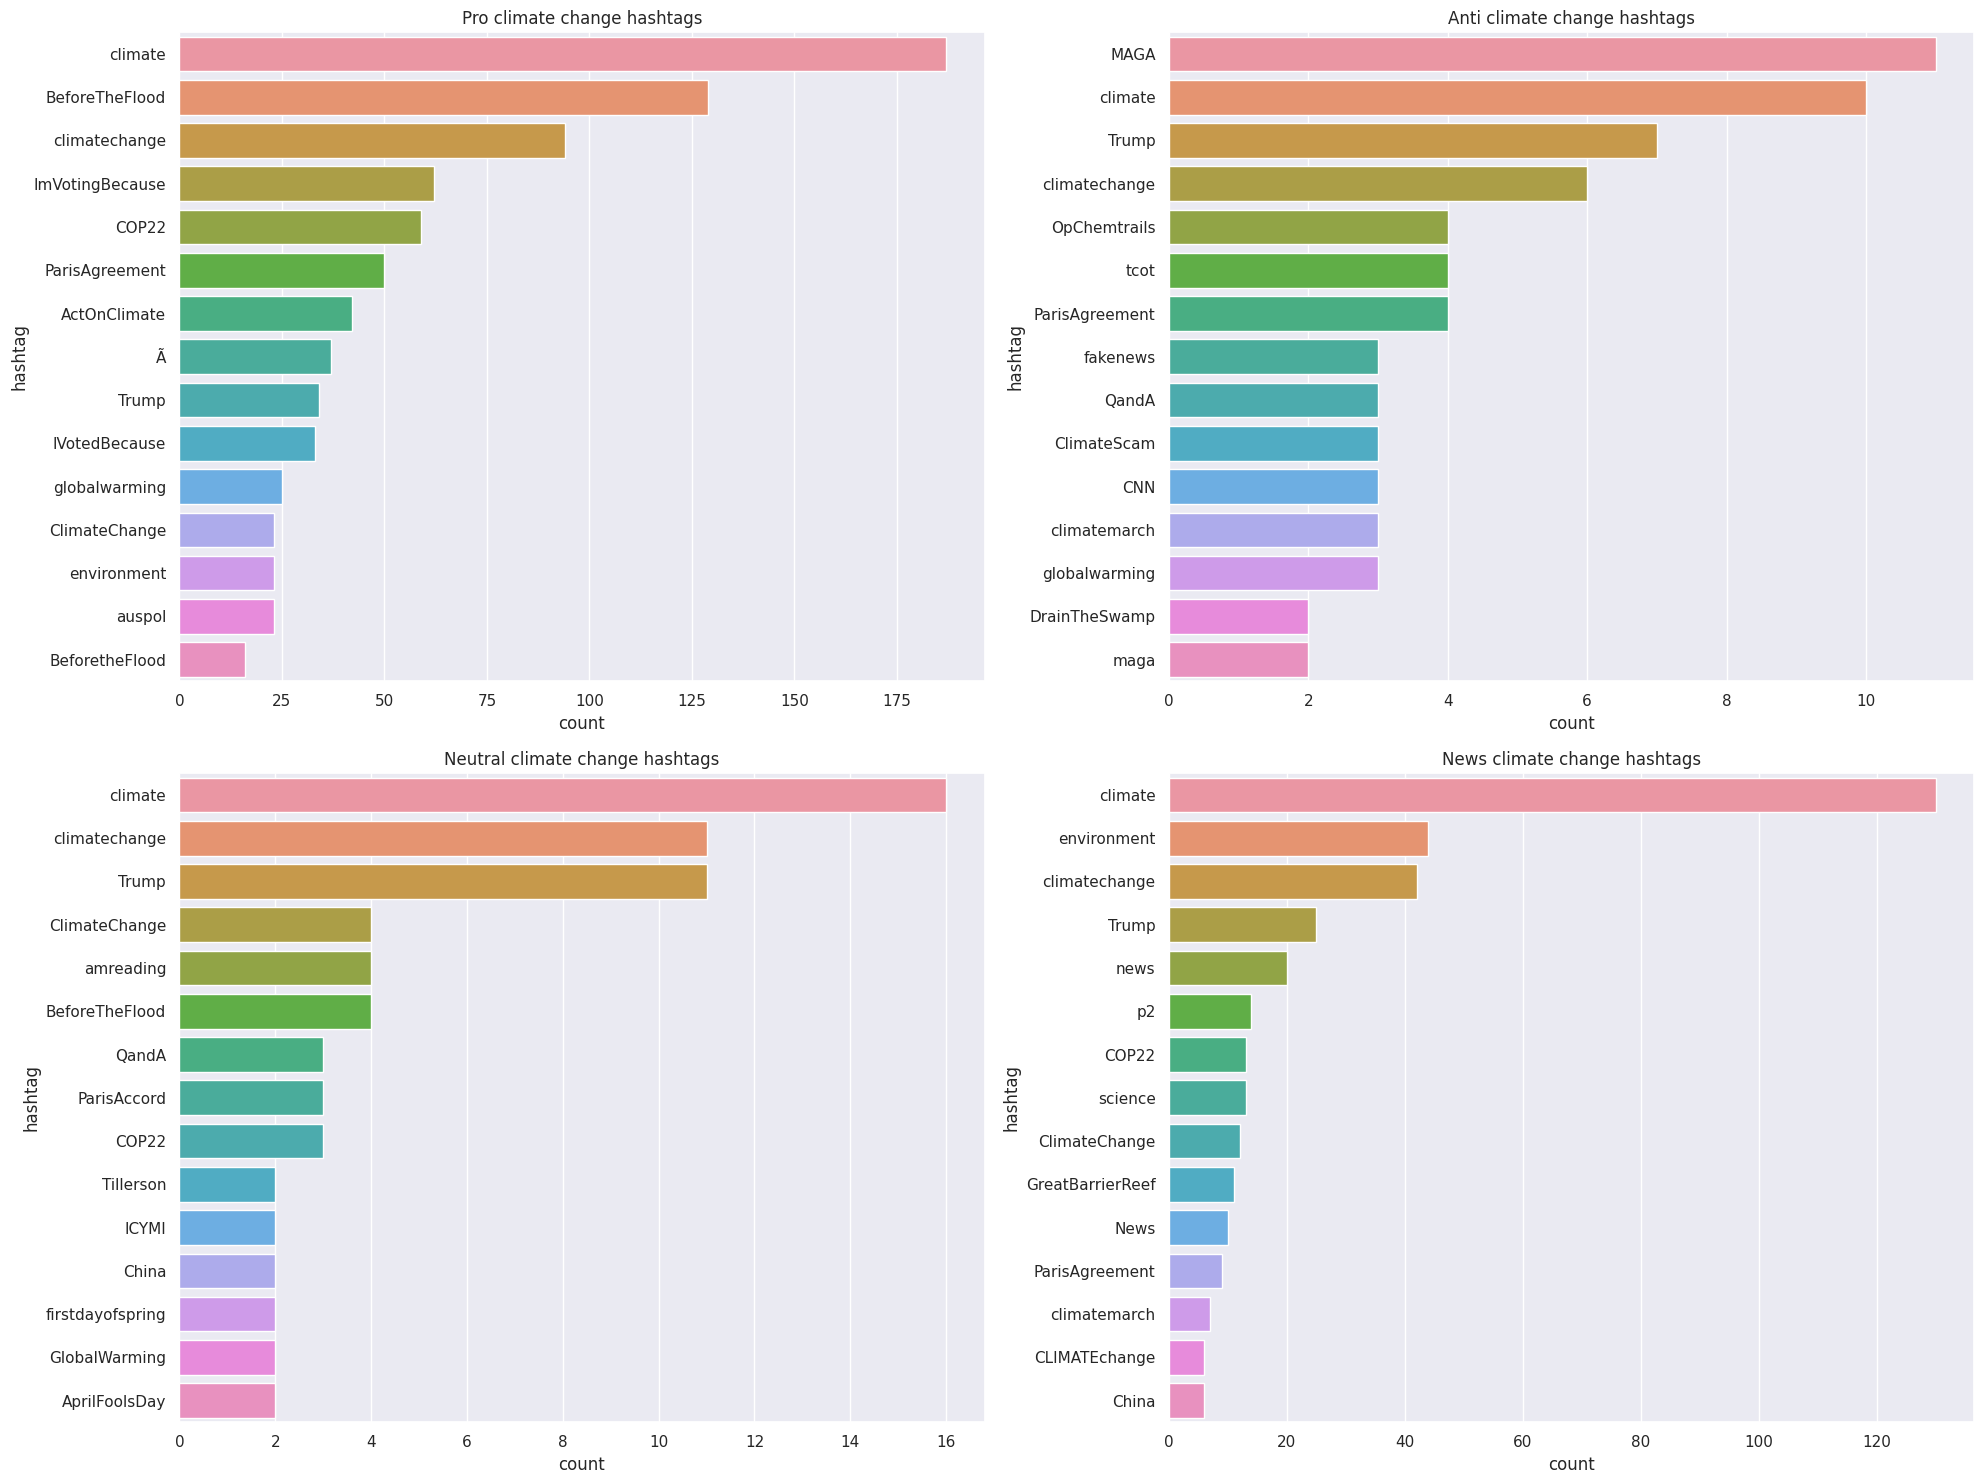 Pro climate change hashtags
hashtag
climate
BeforeTheFlood
climatechange
ImVotingBecause
COP22
ParisAgreement
ActOnClimate
Ã
Trump
IVotedBecause
globalwarming
ClimateChange
environment
auspol
BeforetheFlood
0 25 50 75 100 125 150 175
count
Anti climate change hashtags
hashtag
MAGA
climate
Trump
climatechange
OpChemtrails
tcot
ParisAgreement
fakenews
QandA
ClimateScam
CNN
climatemarch
globalwarming
DrainTheSwamp
maga
0 2 4 6 8 10
count
Neutral climate change hashtags
hashtag
climate
climatechange
Trump
ClimateChange
amreading
BeforeTheFlood
QandA
ParisAccord
COP22
Tillerson
ICYMI
China
firstdayofspring
GlobalWarming
AprilFoolsDay
0 2 4 6 8 10 12 14 16
count
News climate change hashtags
hashtag
climate
environment
climatechange
Trump
news
p2
COP22
science
ClimateChange
GreatBarrierReef
News
ParisAgreement
climatemarch
CLIMATEchange
China
0 20 40 60 80 100 120
count